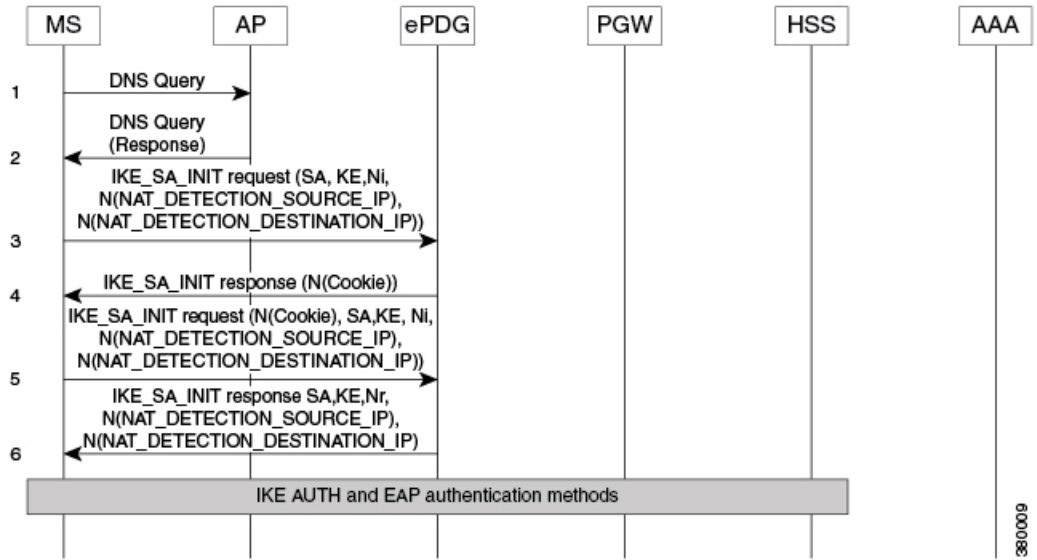 MS AP ePDG PGW HSS AAA
1 DNS Query
DNS Query
2 (Response)
IKE_SA_INIT request (SA, KE,Ni,
N(NAT_DETECTION_SOURCE_IP),
N(NAT_DETECTION_DESTINATION_IP))
3
IKE_SA_INIT response (N(Cookie))
4
IKE_SA_INIT request (N(Cookie), SA,KE, Ni,
N(NAT_DETECTION_SOURCE_IP),
N(NAT_DETECTION_DESTINATION_IP))
5
IKE_SA_INIT response SA,KE,Nr,
N(NAT_DETECTION_SOURCE_IP),
N(NAT_DETECTION_DESTINATION_IP)
6
IKE AUTH and EAP authentication methods
380009